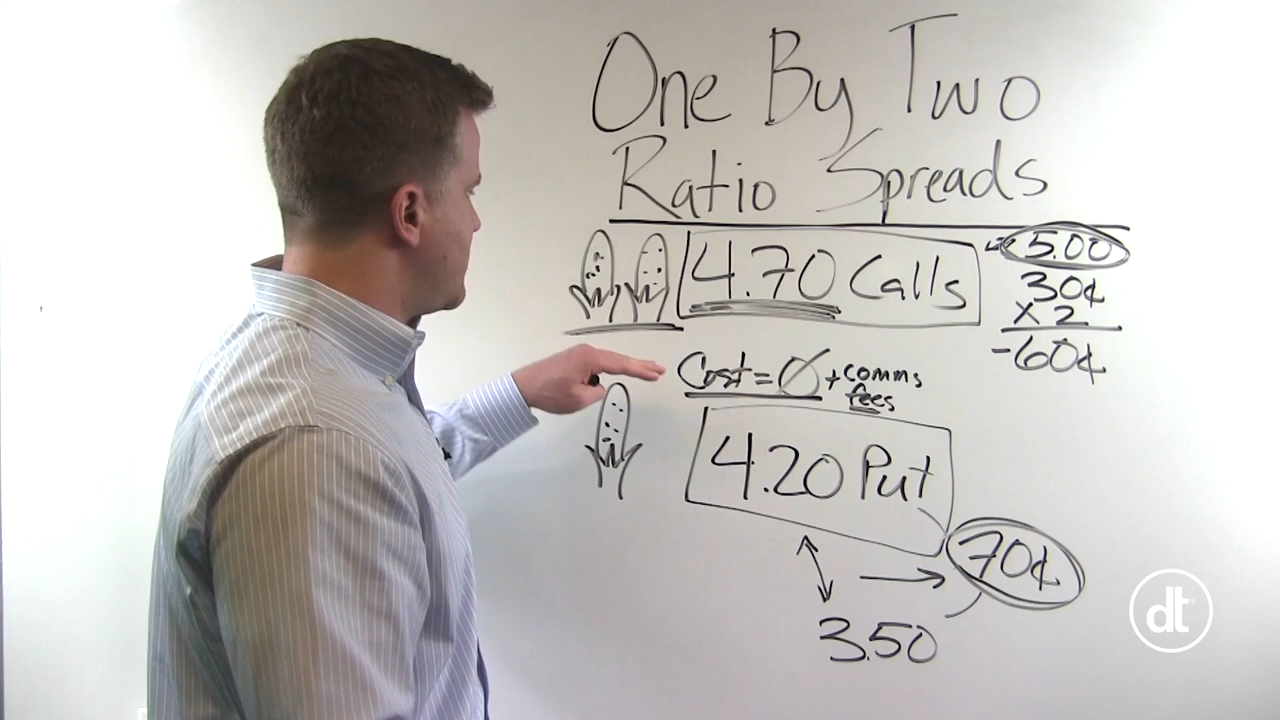 One By Two
Ratio Spreads
4.70 Calls
5.00
30¢
x 2
-60¢
Cost = Ø + comms
fees
4.20 Put
70¢
3.50
dt